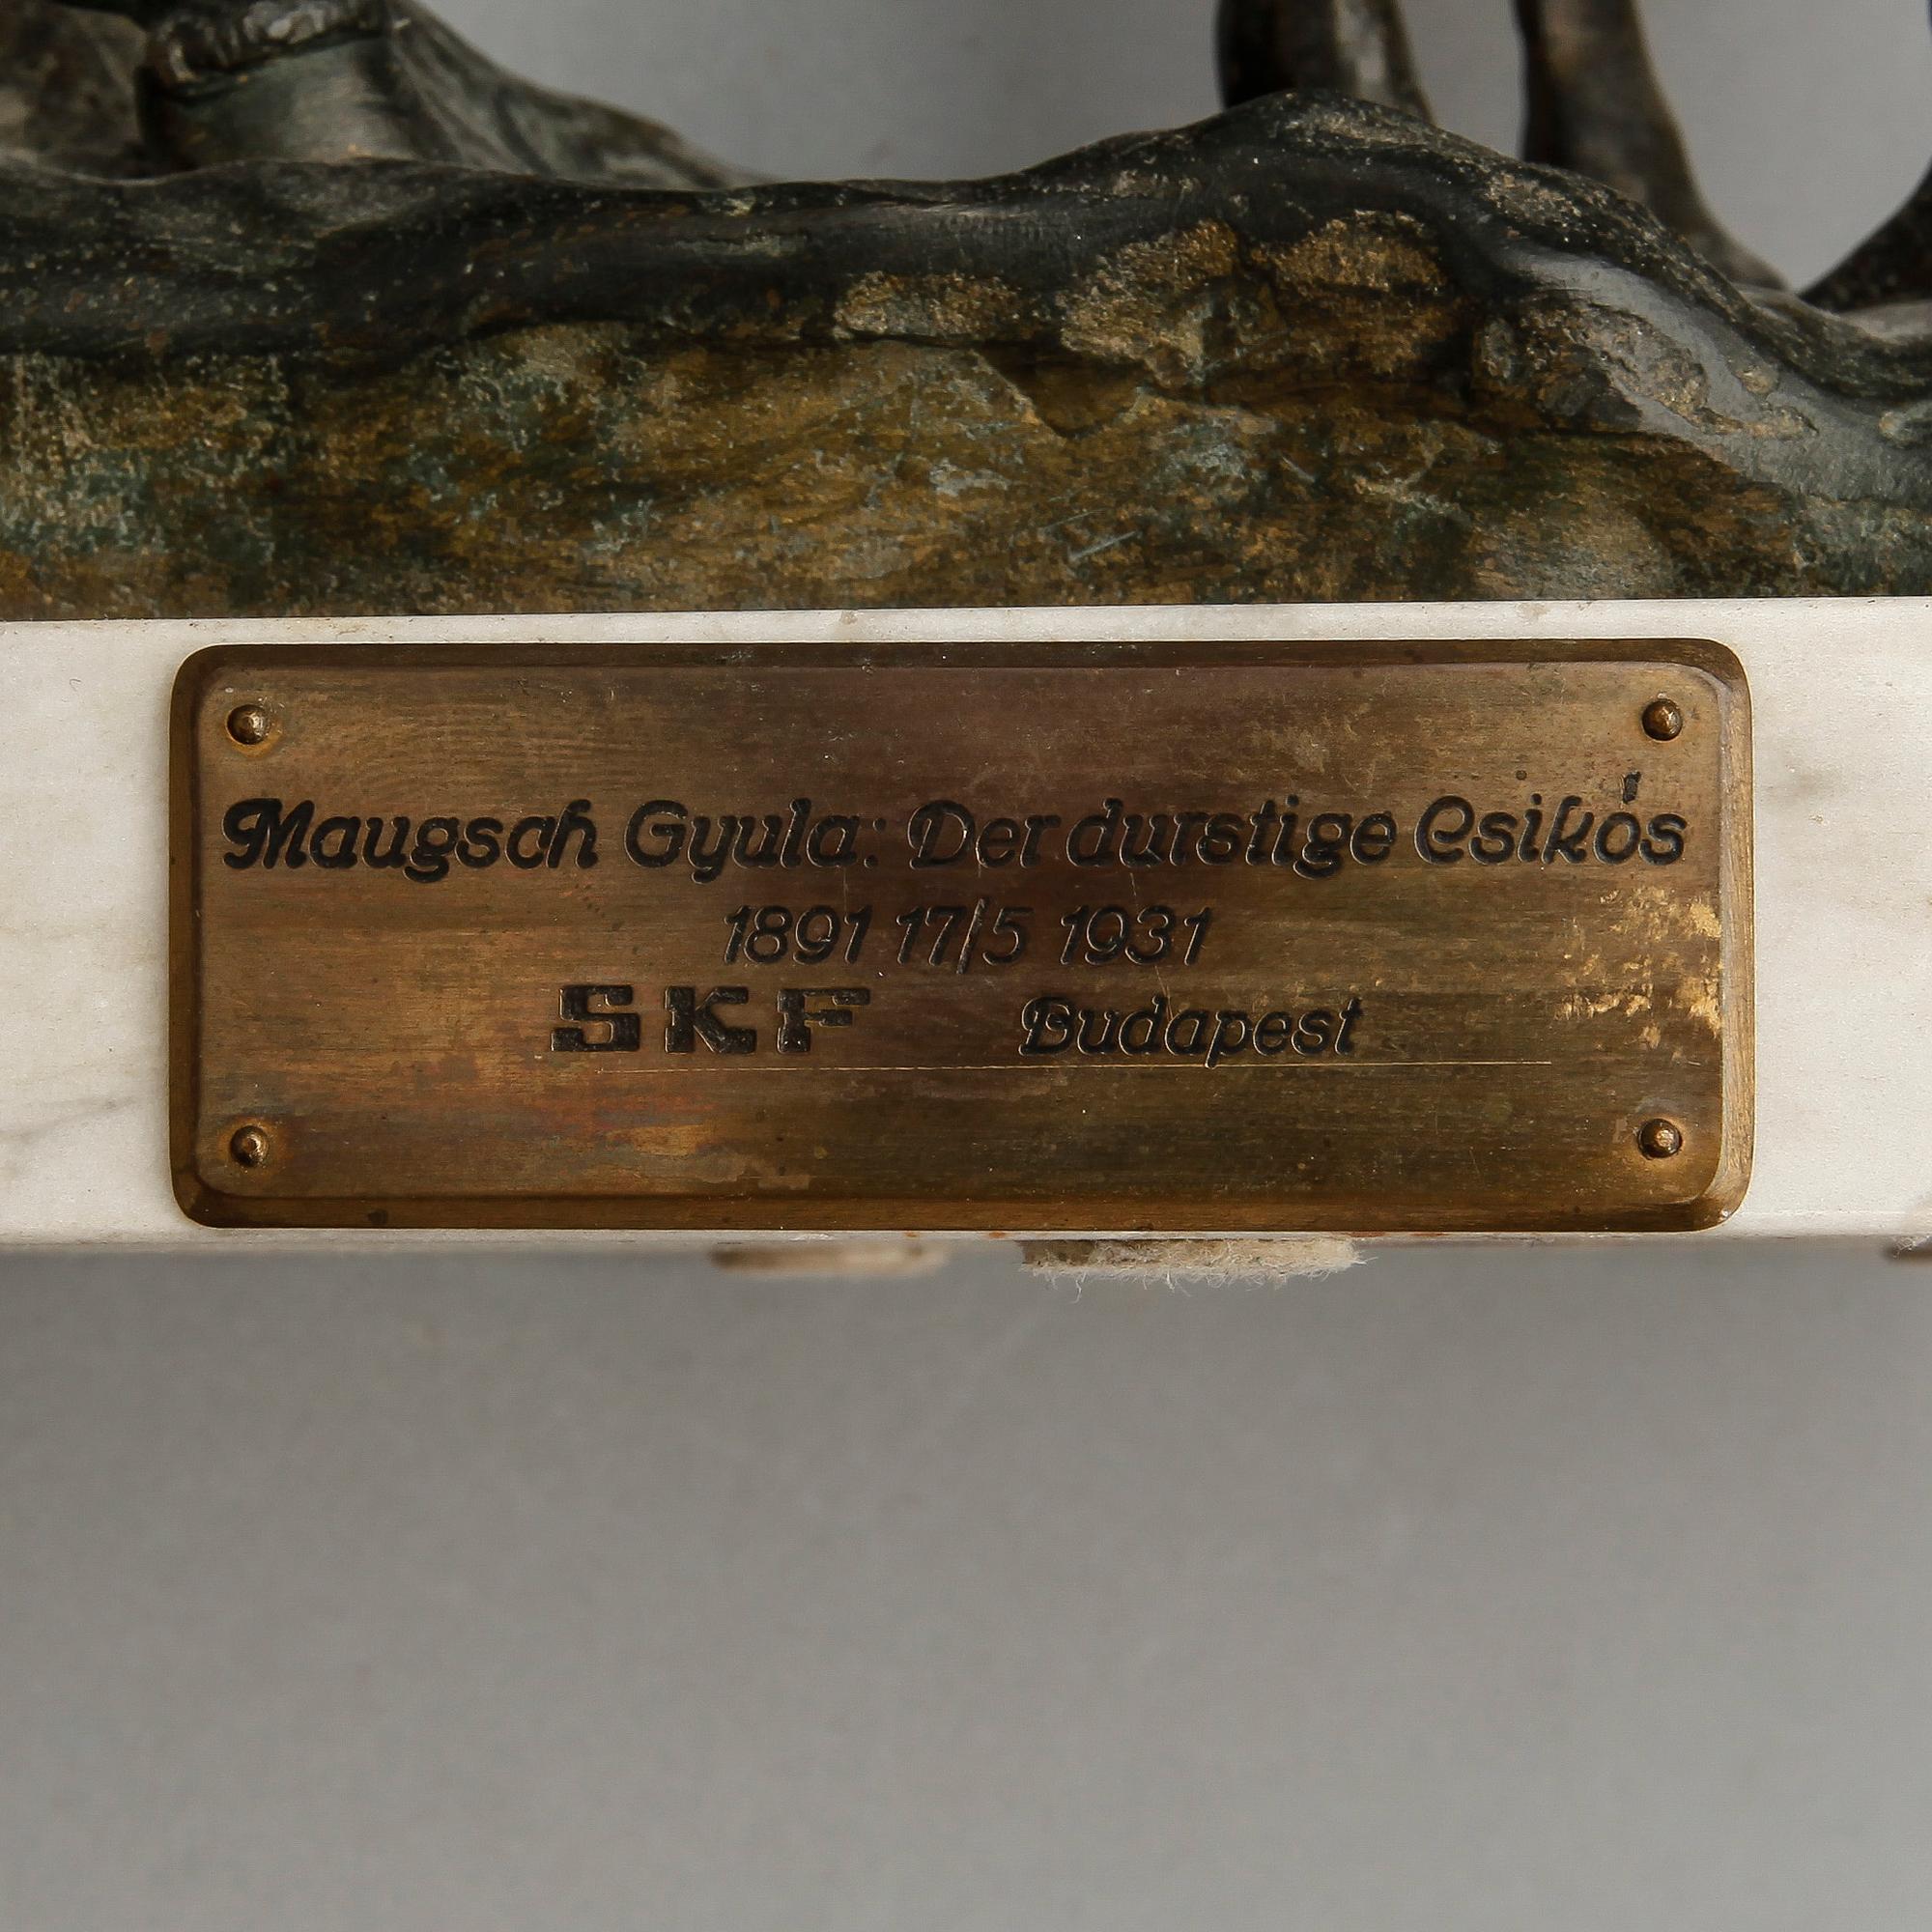 Maugsch Gyula: Der durstige Csikós
1891 17/5 1931
SKF Budapest